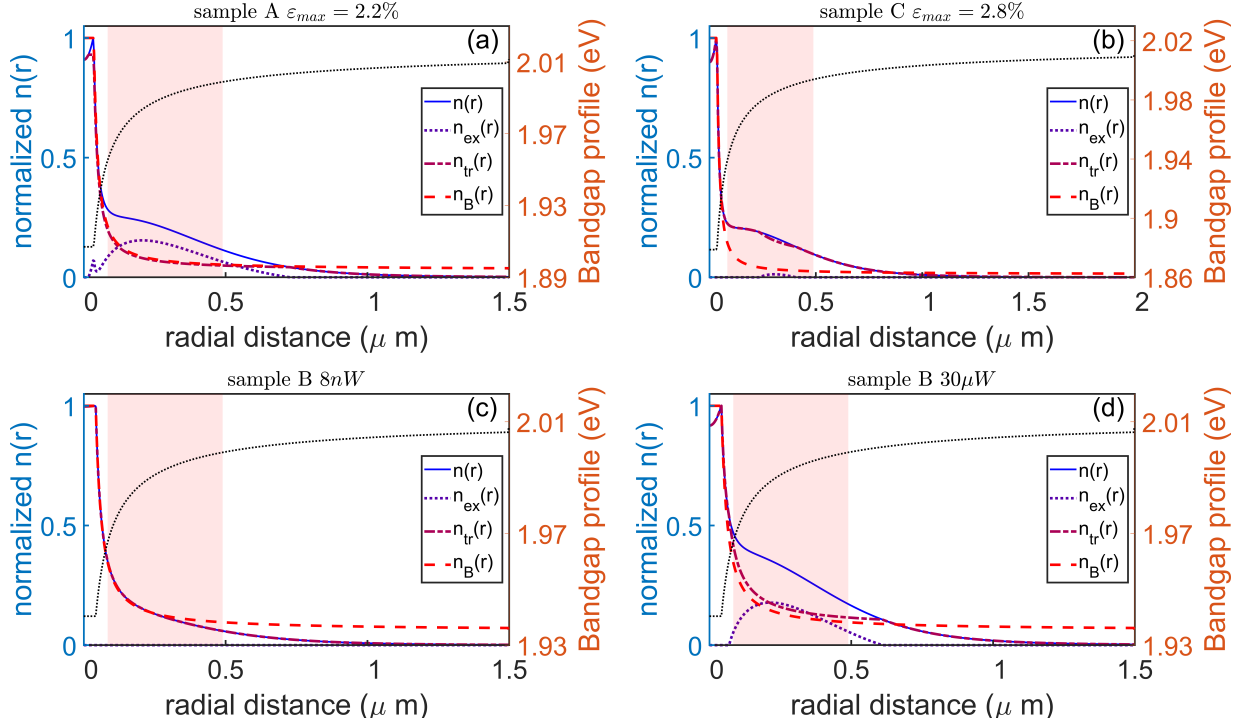 sample A ε_max = 2.2%
(a)
normalized n(r)
1
0.5
0
2.01
1.97
1.93
1.89
Bandgap profile (eV)
n(r)
n_ex(r)
n_tr(r)
n_B(r)
0 0.5 1 1.5
radial distance (μ m)
sample C ε_max = 2.8%
(b)
normalized n(r)
1
0.5
0
2.02
1.98
1.94
1.9
1.86
Bandgap profile (eV)
n(r)
n_ex(r)
n_tr(r)
n_B(r)
0 0.5 1 1.5 2
radial distance (μ m)
sample B 8nW
(c)
normalized n(r)
1
0.5
0
2.01
1.97
1.93
Bandgap profile (eV)
n(r)
n_ex(r)
n_tr(r)
n_B(r)
0 0.5 1 1.5
radial distance (μ m)
sample B 30μW
(d)
normalized n(r)
1
0.5
0
2.01
1.97
1.93
Bandgap profile (eV)
n(r)
n_ex(r)
n_tr(r)
n_B(r)
0 0.5 1 1.5
radial distance (μ m)